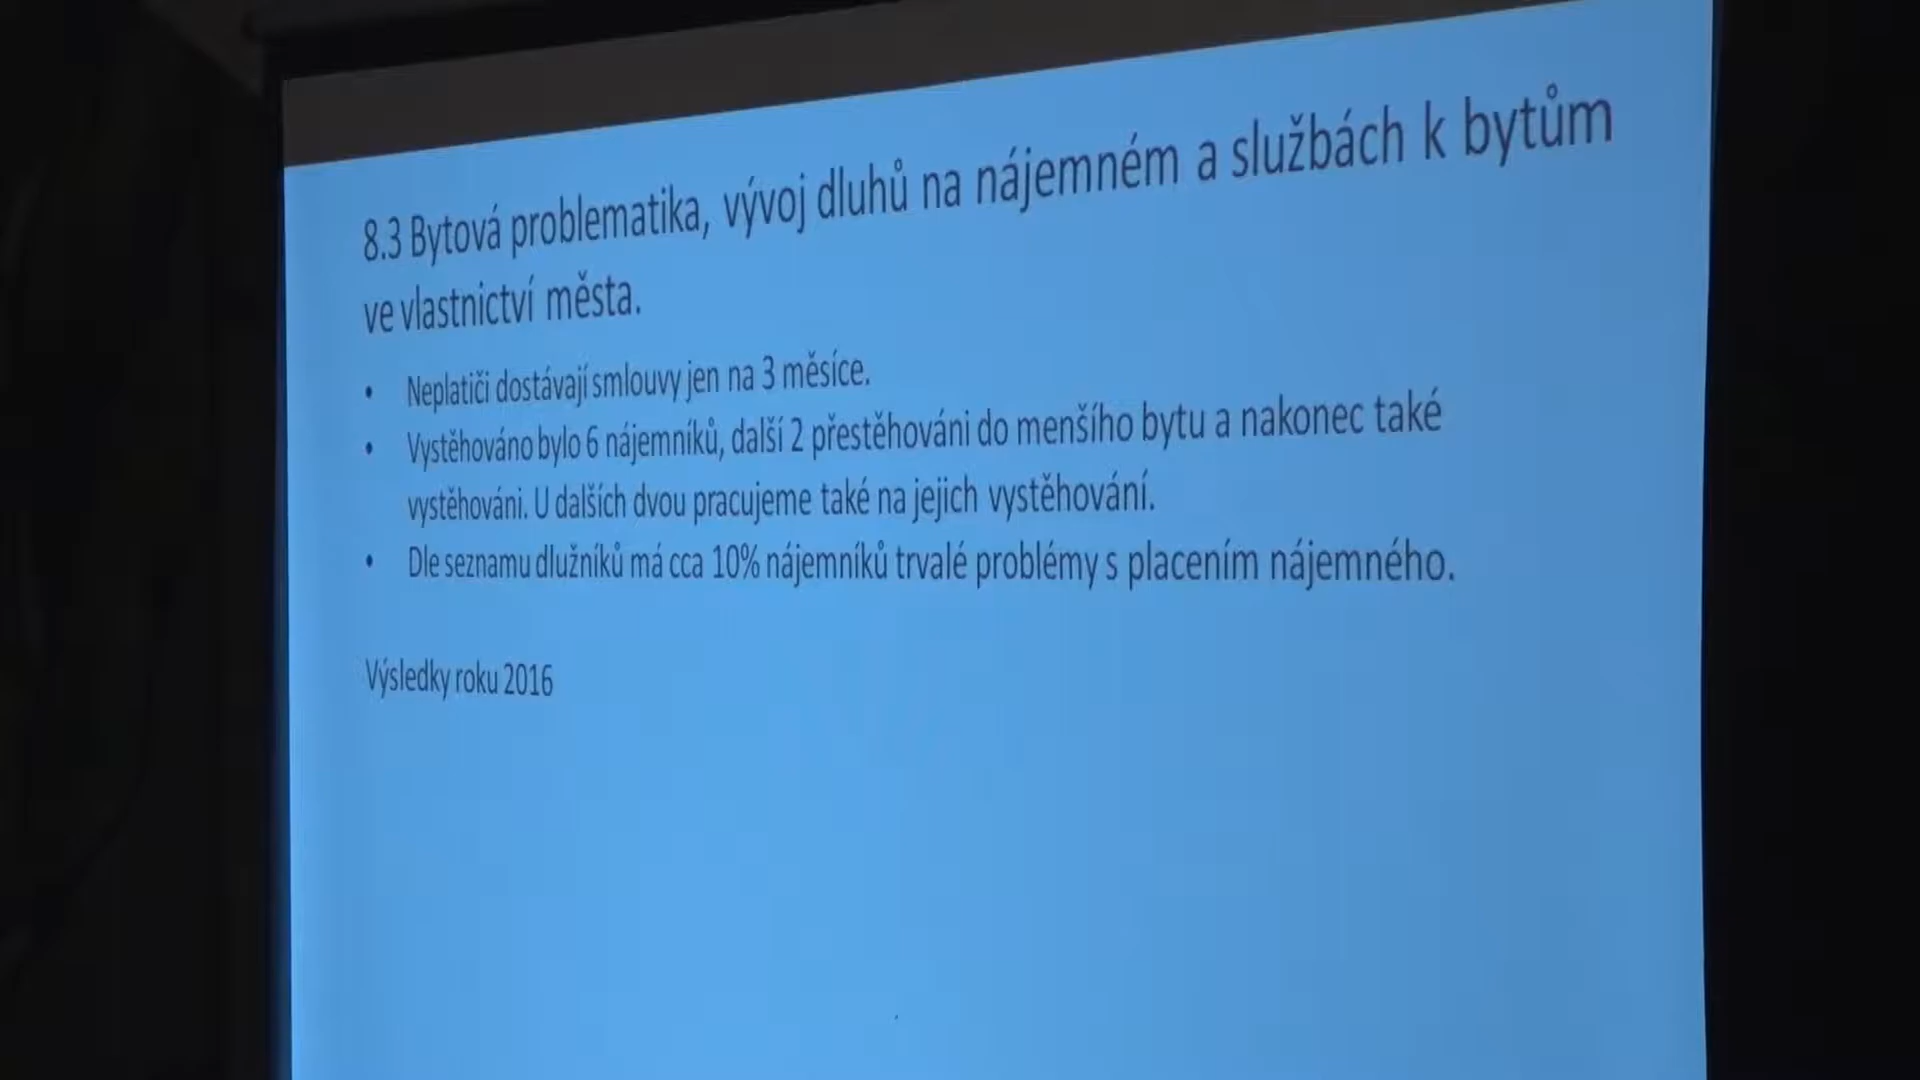 8.3 Bytová problematika, vývoj dluhů na nájemném a službách k bytům
ve vlastnictví města.
• Neplatiči dostávají smlouvy jen na 3 měsíce.
• Vystěhováno bylo 6 nájemníků, další 2 přestěhováni do menšího bytu a nakonec také
vystěhováni. U dalších dvou pracujeme také na jejich vystěhování.
• Dle seznamu dlužníků má cca 10% nájemníků trvalé problémy s placením nájemného.
Výsledky roku 2016